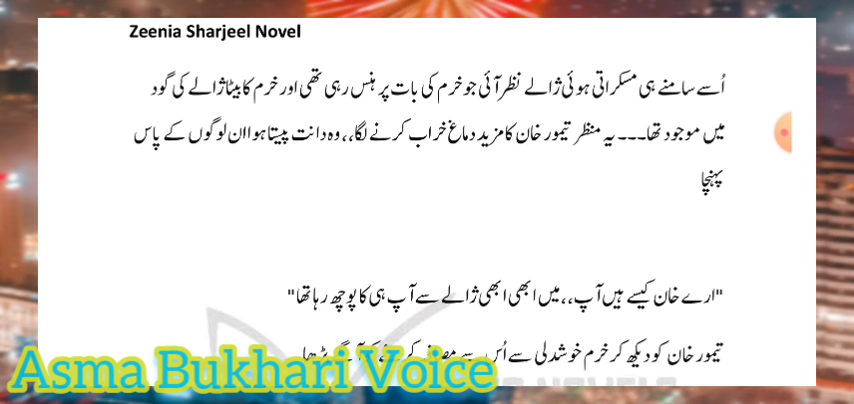 Zeenia Sharjeel Novel
اُسے سامنے ہی مسکراتی ہوئی ژالے نظر آئی جو خرم کی بات پر ہنس رہی تھی اور خرم کا بیٹا ژالے کی گود
میں موجود تھا۔۔۔ یہ منظر تیمور خان کا مزید دماغ خراب کرنے لگا،، وہ دانت پیستا ہوا ان لوگوں کے پاس
پہنچا
"ارے خان کیسے ہیں آپ،، میں ابھی ابھی ژالے سے آپ ہی کا پوچھ رہا تھا"
تیمور خان کو دیکھ کر خرم خوشدلی سے اُس سے
Asma Bukhari Voice
NOVELS